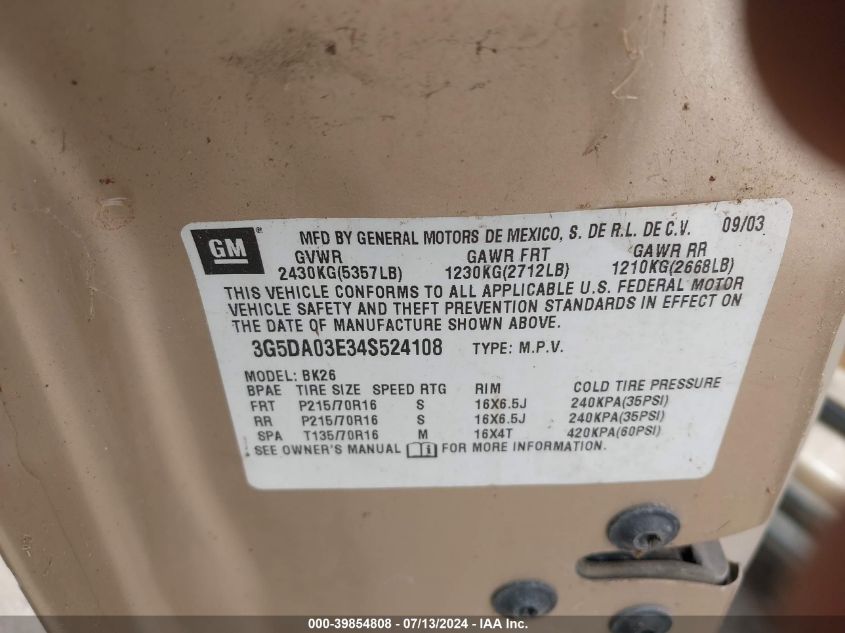 GM ® MFD BY GENERAL MOTORS DE MEXICO, S. DE R.L. DE C.V. 09/03
GVWR GAWR FRT GAWR RR
2430KG(5357LB) 1230KG(2712LB) 1210KG(2668LB)
THIS VEHICLE CONFORMS TO ALL APPLICABLE U.S. FEDERAL MOTOR
VEHICLE SAFETY AND THEFT PREVENTION STANDARDS IN EFFECT ON
THE DATE OF MANUFACTURE SHOWN ABOVE.
3G5DA03E34S524108 TYPE: M.P.V.
MODEL: BK26
BPAE TIRE SIZE SPEED RTG RIM COLD TIRE PRESSURE
FRT P215/70R16 S 16X6.5J 240KPA(35PSI)
RR P215/70R16 S 16X6.5J 240KPA(35PSI)
SPA T135/70R16 M 16X4T 420KPA(60PSI)
SEE OWNER'S MANUAL FOR MORE INFORMATION.
000-39854808 - 07/13/2024 - IAA Inc.